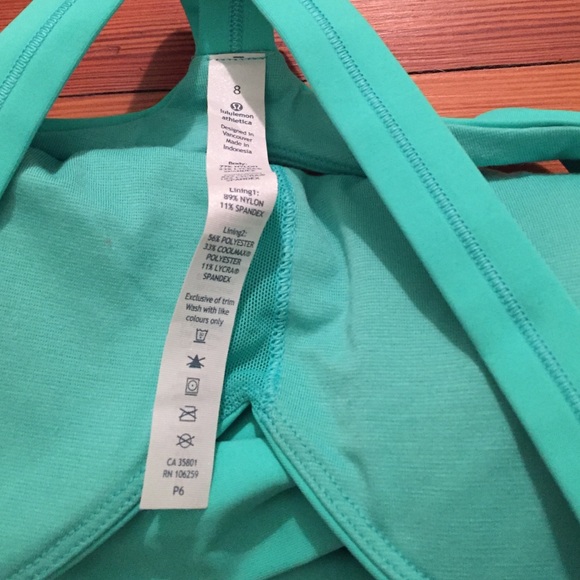 8
lululemon
athletica
Designed in
Vancouver
Made in
Indonesia
Body:
Lining1:
89% NYLON
11% SPANDEX
Lining2:
56% POLYESTER
33% COOLMAX®
POLYESTER
11% LYCRA®
SPANDEX
Exclusive of trim
Wash with like
colours only
CA 35801
RN 106259
P6